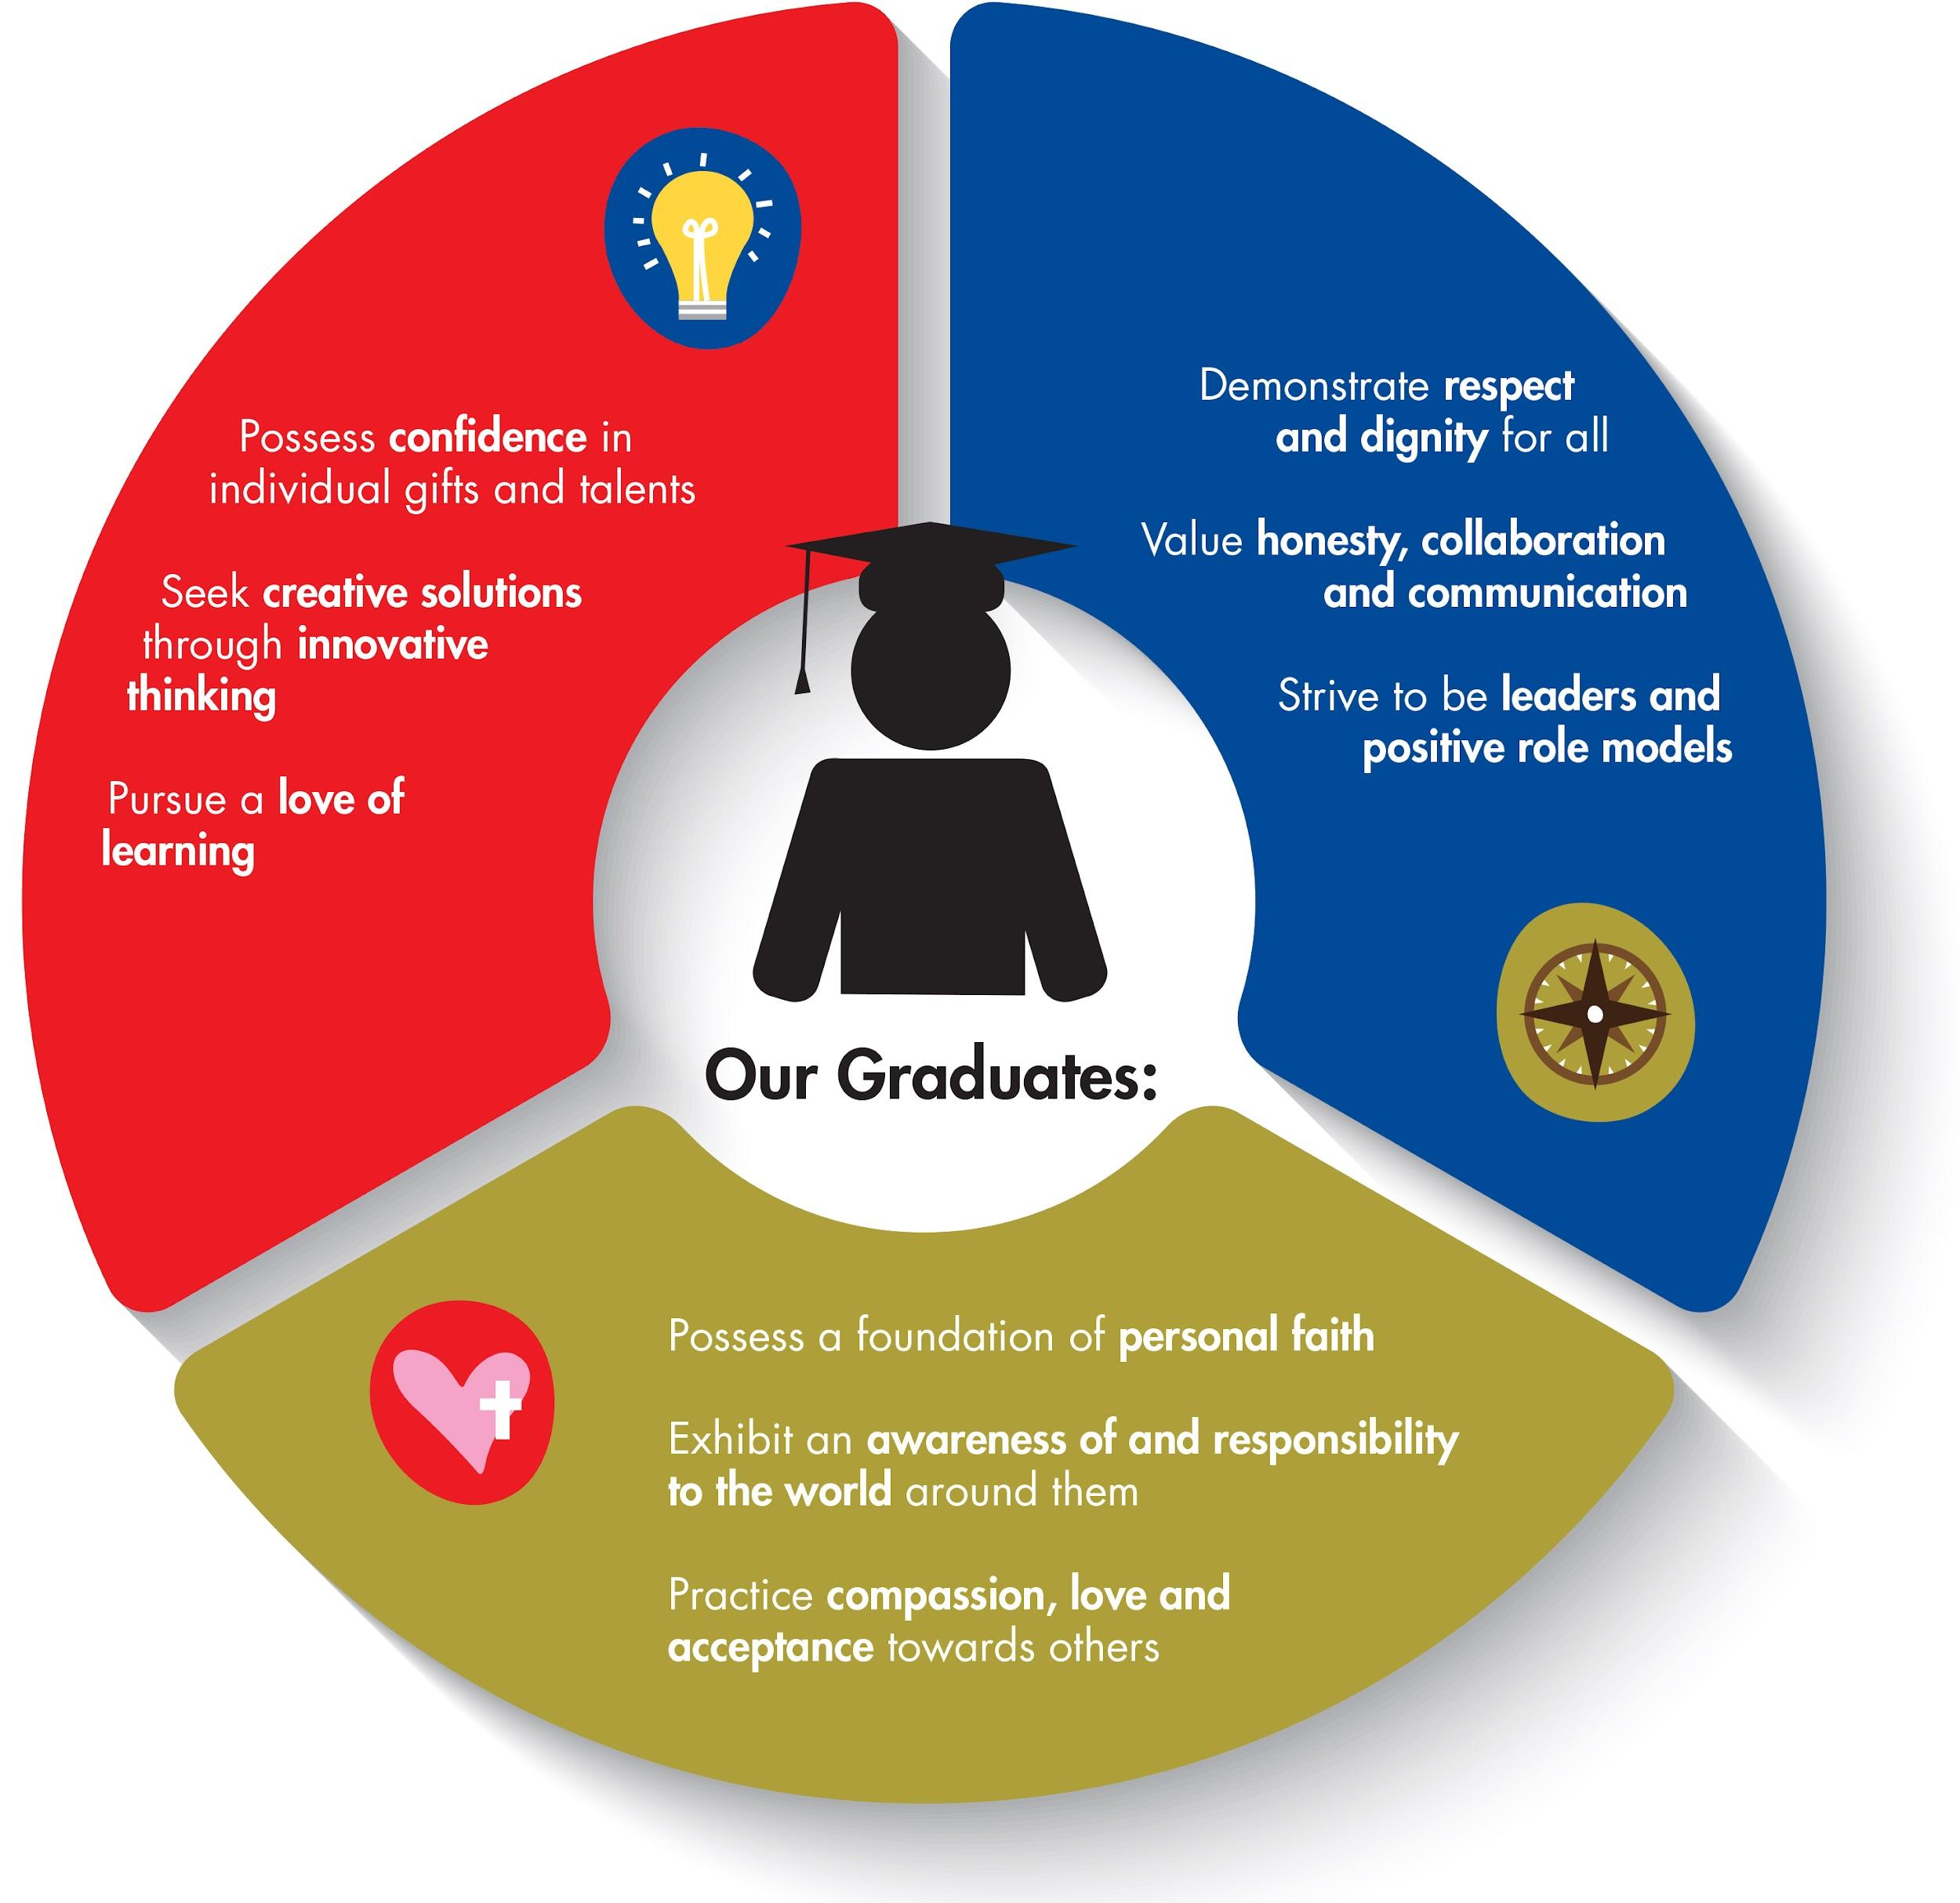 Possess confidence in
individual gifts and talents
Seek creative solutions
through innovative
thinking
Pursue a love of
learning
Demonstrate respect
and dignity for all
Value honesty, collaboration
and communication
Strive to be leaders and
positive role models
Our Graduates:
Possess a foundation of personal faith
Exhibit an awareness of and responsibility
to the world around them
Practice compassion, love and
acceptance towards others